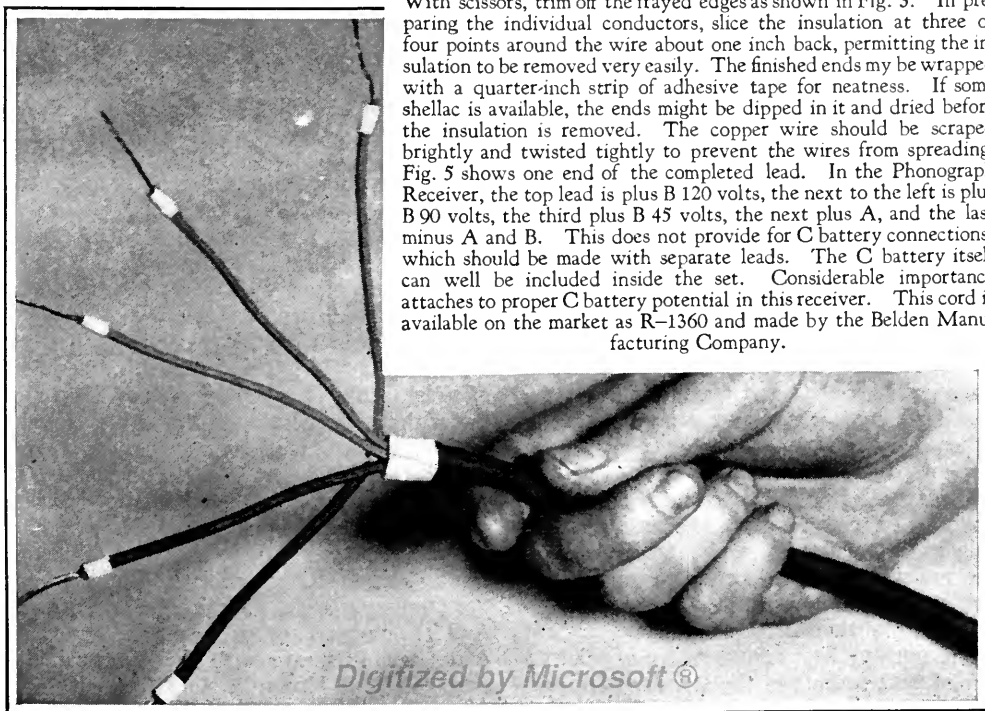 With scissors, trim off the frayed edges as shown in Fig. 3. In pre
paring the individual conductors, slice the insulation at three o
four points around the wire about one inch back, permitting the in
sulation to be removed very easily. The finished ends my be wrappe
with a quarter-inch strip of adhesive tape for neatness. If som
shellac is available, the ends might be dipped in it and dried befor
the insulation is removed. The copper wire should be scrape
brightly and twisted tightly to prevent the wires from spreading
Fig. 5 shows one end of the completed lead. In the Phonograp
Receiver, the top lead is plus B 120 volts, the next to the left is plu
B 90 volts, the third plus B 45 volts, the next plus A, and the las
minus A and B. This does not provide for C battery connections
which should be made with separate leads. The C battery itsel
can well be included inside the set. Considerable importanc
attaches to proper C battery potential in this receiver. This cord i
available on the market as R-1360 and made by the Belden Manu
facturing Company.
Digitized by Microsoft ®